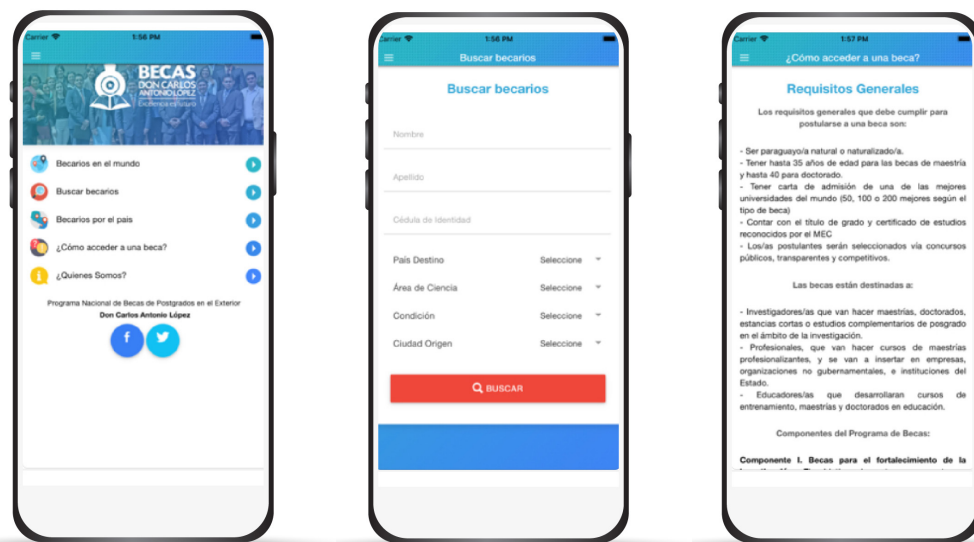 Carrier 1:56 PM
BECAS
DON CARLOS
ANTONIO LÓPEZ
Excelencia es futuro
Becarios en el mundo
Buscar becarios
Becarios por el pais
¿Cómo acceder a una beca?
¿Quienes Somos?
Programa Nacional de Becas de Postgrados en el Exterior
Don Carlos Antonio López
Carrier 1:56 PM
Buscar becarios
Buscar becarios
Nombre
Apellido
Cédula de Identidad
País Destino Seleccione
Área de Ciencia Seleccione
Condición Seleccione
Ciudad Origen Seleccione
BUSCAR
Carrier 1:57 PM
¿Cómo acceder a una beca?
Requisitos Generales
Los requisitos generales que debe cumplir para
postularse a una beca son:
- Ser paraguayo/a natural o naturalizado/a.
- Tener hasta 35 años de edad para las becas de maestría
y hasta 40 para doctorado.
- Tener carta de admisión de una de las mejores
universidades del mundo (50, 100 o 200 mejores según el
tipo de beca)
- Contar con el título de grado y certificado de estudios
reconocidos por el MEC
- Los/as postulantes serán seleccionados vía concursos
públicos, transparentes y competitivos.
Las becas están destinadas a:
- Investigadores/as que van hacer maestrías, doctorados,
estancias cortas o estudios complementarios de posgrado
en el ámbito de la investigación.
- Profesionales, que van hacer cursos de maestrías
profesionalizantes, y se van a insertar en empresas,
organizaciones no gubernamentales, e instituciones del
Estado.
- Educadores/as que desarrollaran cursos de
entrenamiento, maestrías y doctorados en educación.
Componentes del Programa de Becas:
Componente I. Becas para el fortalecimiento de la